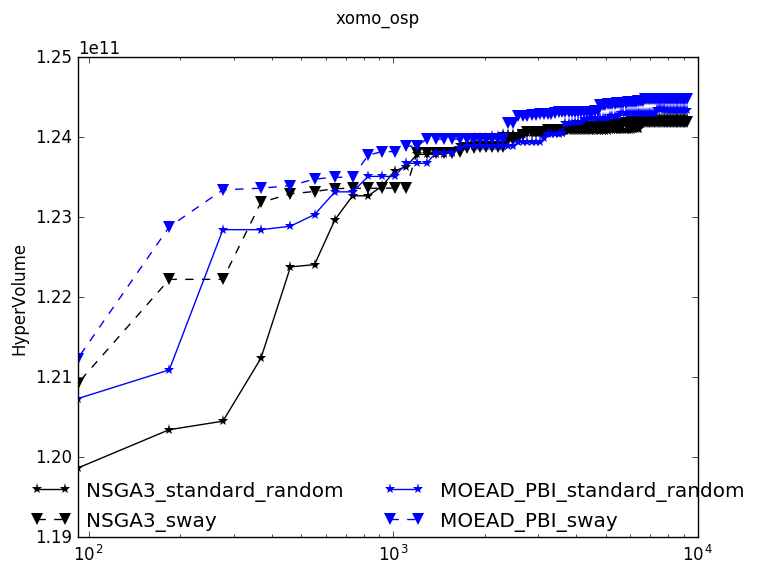 xomo_osp
1e11
1.25
1.24
1.23
1.22
1.21
1.20
1.19
HyperVolume
NSGA3_standard_random
NSGA3_sway
MOEAD_PBI_standard_random
MOEAD_PBI_sway
10²
10³
10⁴